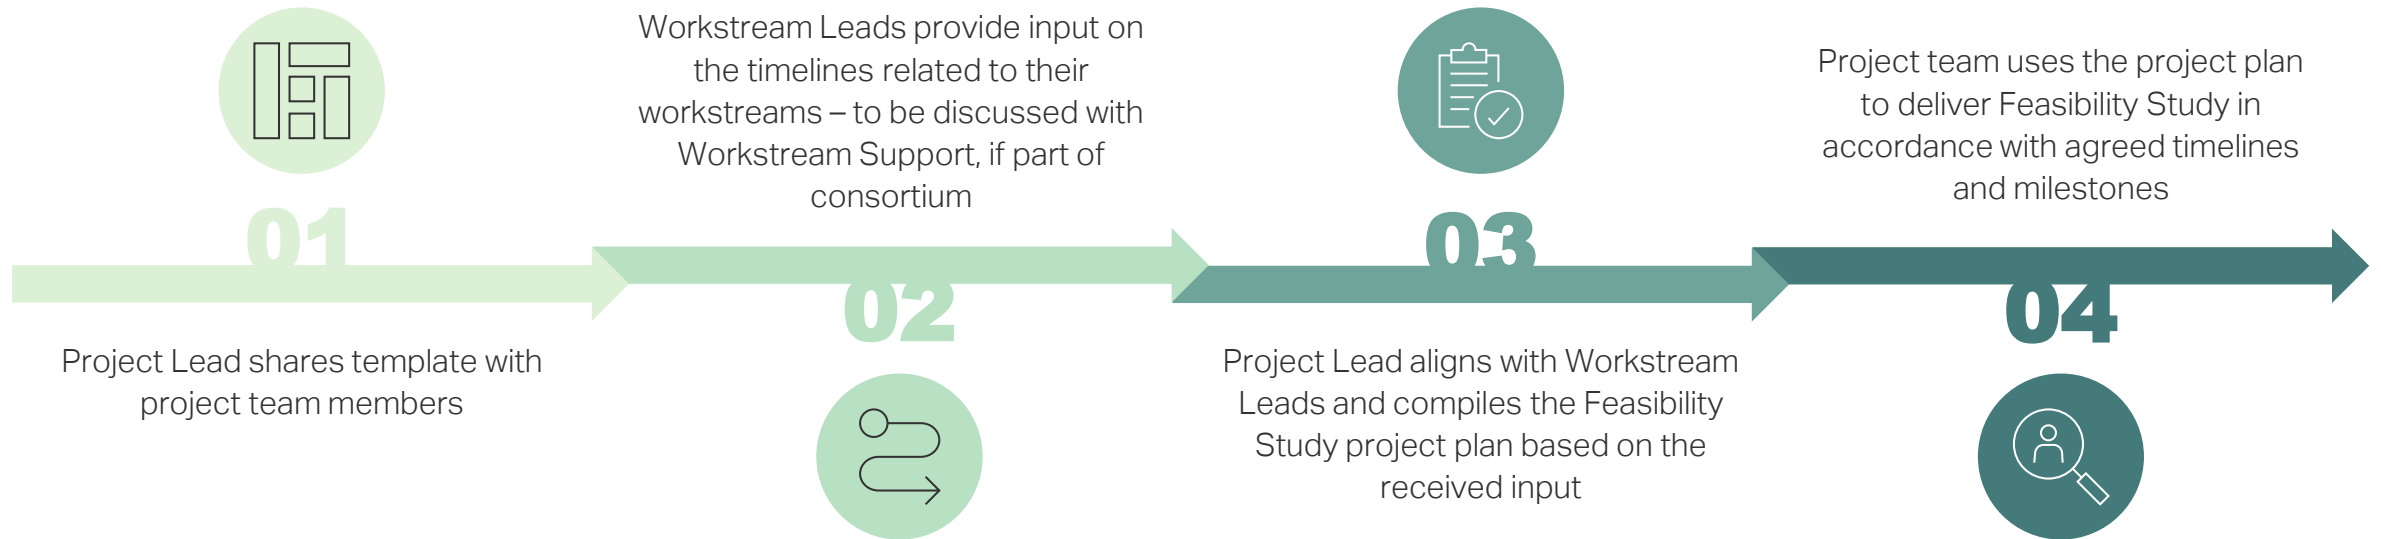 01
Project Lead shares template with
project team members
Workstream Leads provide input on
the timelines related to their
workstreams – to be discussed with
Workstream Support, if part of
consortium
02
03
Project Lead aligns with Workstream
Leads and compiles the Feasibility
Study project plan based on the
received input
Project team uses the project plan
to deliver Feasibility Study in
accordance with agreed timelines
and milestones
04